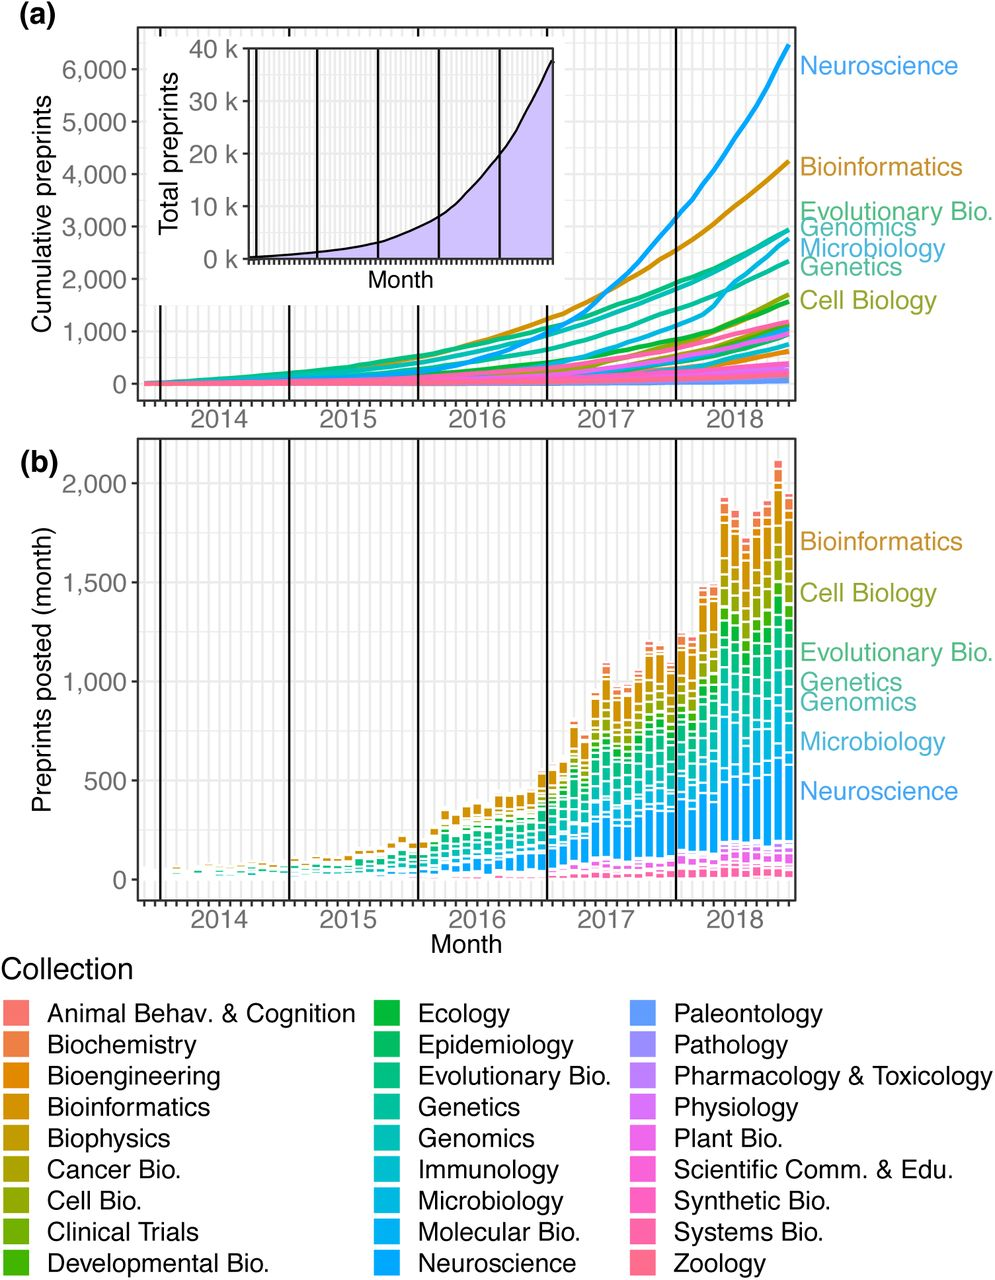 (a)
Cumulative preprints
6,000
5,000
4,000
3,000
2,000
1,000
0
Total preprints
40 k
30 k
20 k
10 k
0 k
Month
Neuroscience
Bioinformatics
Evolutionary Bio.
Genomics
Microbiology
Genetics
Cell Biology
2014 2015 2016 2017 2018
(b)
Preprints posted (month)
2,000
1,500
1,000
500
0
Bioinformatics
Cell Biology
Evolutionary Bio.
Genetics
Genomics
Microbiology
Neuroscience
2014 2015 2016 2017 2018
Month
Collection
Animal Behav. & Cognition
Biochemistry
Bioengineering
Bioinformatics
Biophysics
Cancer Bio.
Cell Bio.
Clinical Trials
Developmental Bio.
Ecology
Epidemiology
Evolutionary Bio.
Genetics
Genomics
Immunology
Microbiology
Molecular Bio.
Neuroscience
Paleontology
Pathology
Pharmacology & Toxicology
Physiology
Plant Bio.
Scientific Comm. & Edu.
Synthetic Bio.
Systems Bio.
Zoology